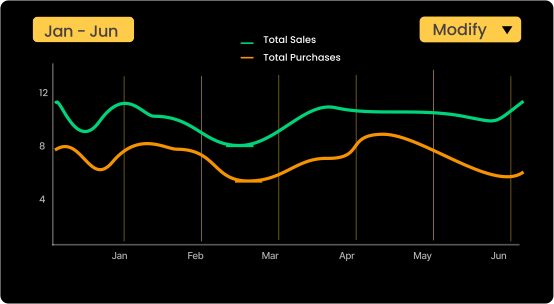 Jan - Jun
Modify
Total Sales
Total Purchases
12
8
4
Jan Feb Mar Apr May Jun